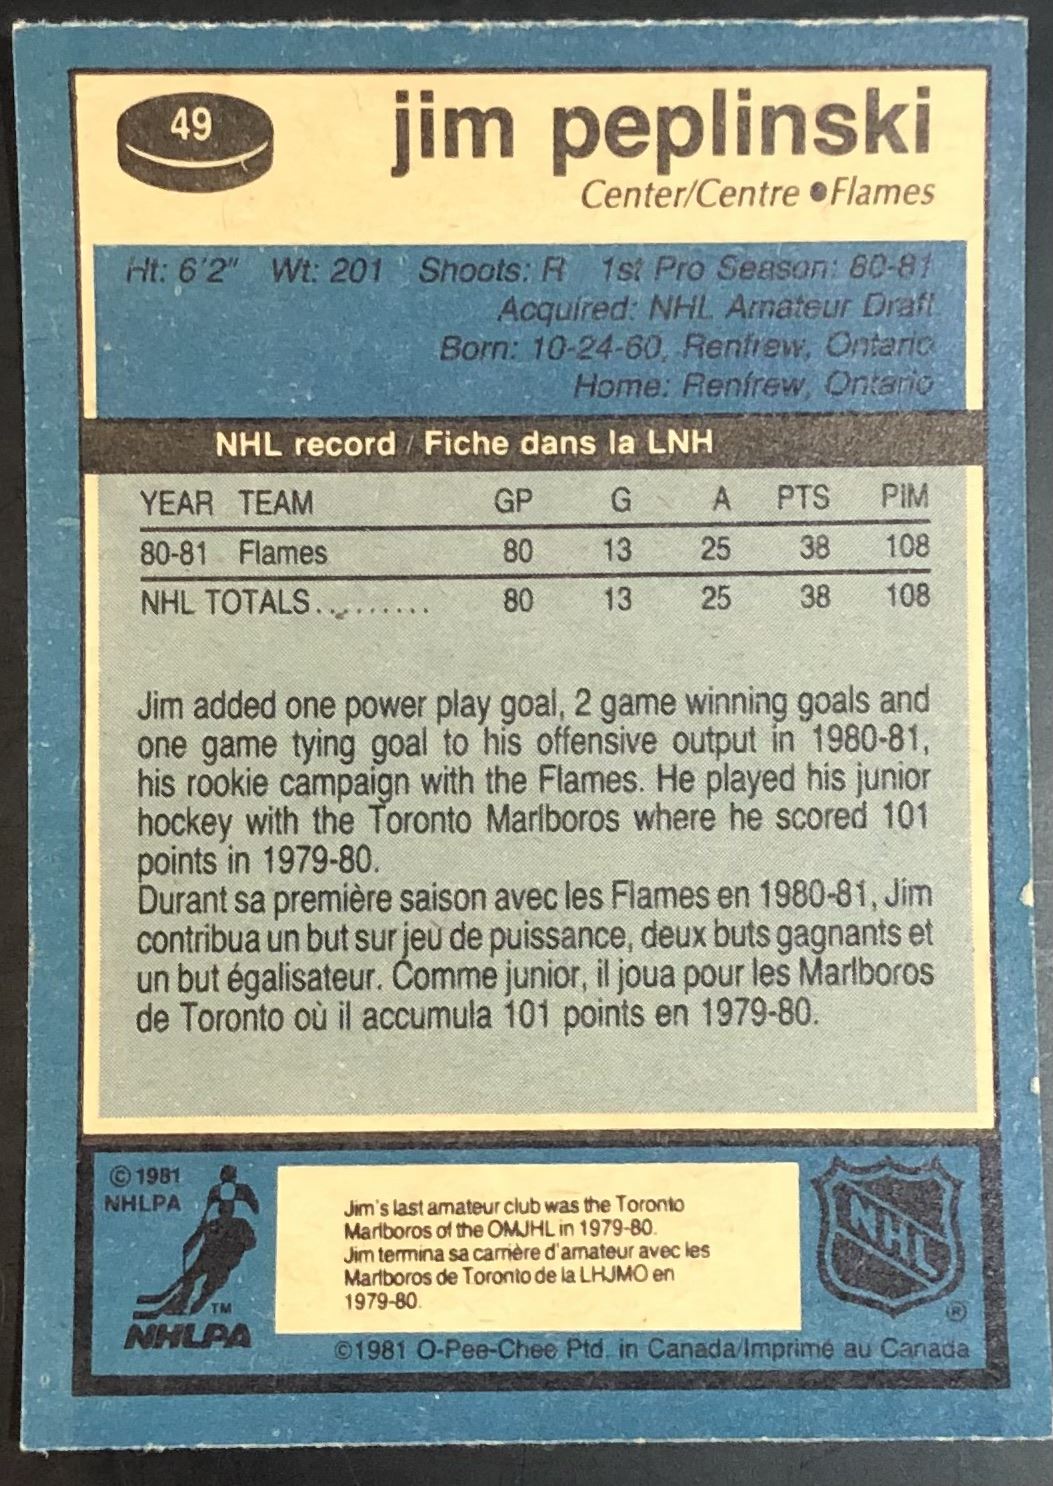 49
jim peplinski
Center/Centre ●Flames
Ht: 6'2" Wt: 201 Shoots: R 1st Pro Season: 80-81
Acquired: NHL Amateur Draft
Born: 10-24-60, Renfrew, Ontario
Home: Renfrew, Ontario
NHL record / Fiche dans la LNH
YEAR TEAM GP G A PTS PIM
80-81 Flames 80 13 25 38 108
NHL TOTALS.......... 80 13 25 38 108
Jim added one power play goal, 2 game winning goals and
one game tying goal to his offensive output in 1980-81,
his rookie campaign with the Flames. He played his junior
hockey with the Toronto Marlboros where he scored 101
points in 1979-80.
Durant sa première saison avec les Flames en 1980-81, Jim
contribua un but sur jeu de puissance, deux buts gagnants et
un but égalisateur. Comme junior, il joua pour les Marlboros
de Toronto où il accumula 101 points en 1979-80.
© 1981
NHLPA
TM
NHLPA
Jim's last amateur club was the Toronto
Marlboros of the OMJHL in 1979-80.
Jim termina sa carrière d'amateur avec les
Marlboros de Toronto de la LHJMO en
1979-80.
NHL
®
©1981 O-Pee-Chee Ptd. in Canada/Imprimé au Canada